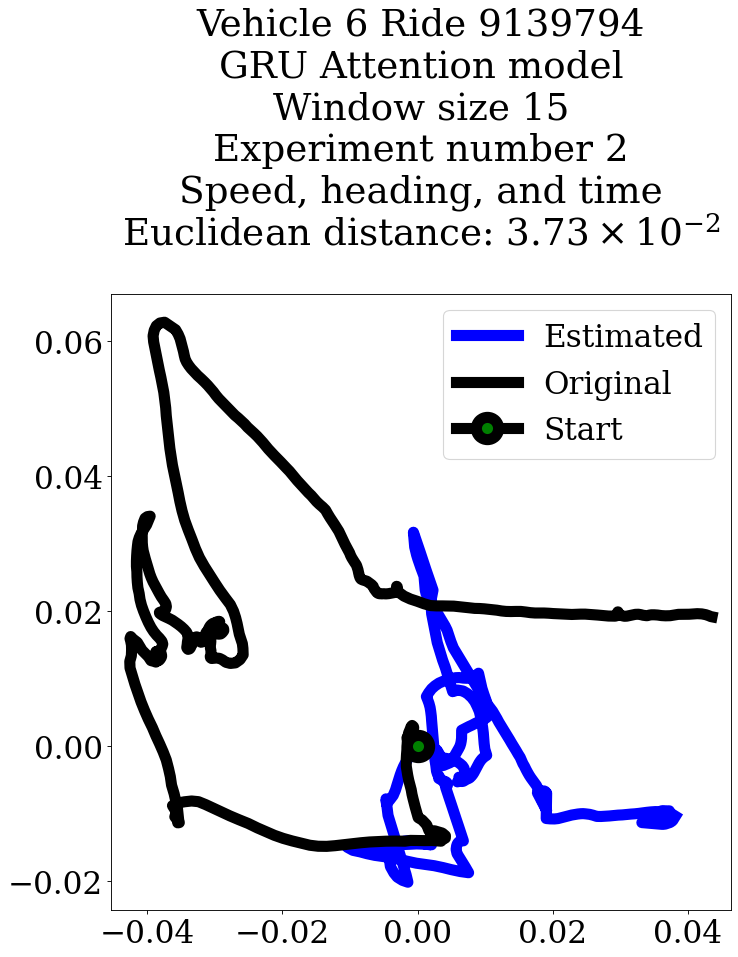 Vehicle 6 Ride 9139794
GRU Attention model
Window size 15
Experiment number 2
Speed, heading, and time
Euclidean distance: 3.73 × 10⁻²
Estimated
Original
Start
0.06
0.04
0.02
0.00
−0.02
−0.04
−0.02
0.00
0.02
0.04